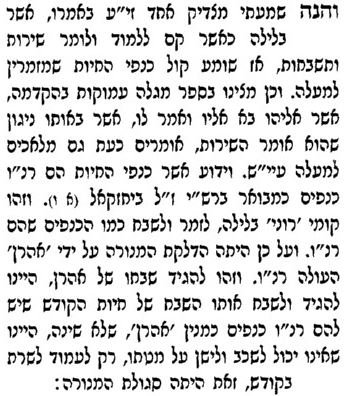 והנה שמעתי מצדיק אחד זי״ע באמרו, אשר
בלילה כאשר קס ללמוד ולומר שירות
ותשבחות, אז שומע קול כנפי החיות שמזמרין
למעלה. וכן מלינו בספר מגלה עמוקות בהקדמה,
אשר אליהו בא אליו ואמר לו, אשר באותו ניגון
שהוא אומר השירות, אומרים כעת גם מלאכים
למעלה עיי״ש. וידוע אשר כנפי החיות הם רנ״ו
כנפים כמבואר ברש״י ז״ל ביחזקאל (א ו). וזהו
קומי ׳רוני׳ בלילה, לזמר ולשבח כמו הכנפים שהם
רנ״ו. ועל כן היתה הדלקת המנורה על ידי ׳אהרן׳
העולה רנ״ו. וזהו להגיד שבחו של אהרן, היינו
להגיד ולשבח אותו השבח של חיות הקודש שיש
להם רנ״ו כנפים כמנין ׳אהרן׳, שלא שינה, היינו
שאינו יכול לשכב ולישן על מטתו, רק לעמוד לשרת
בקודש, זאת היתה סגולת המנורה: